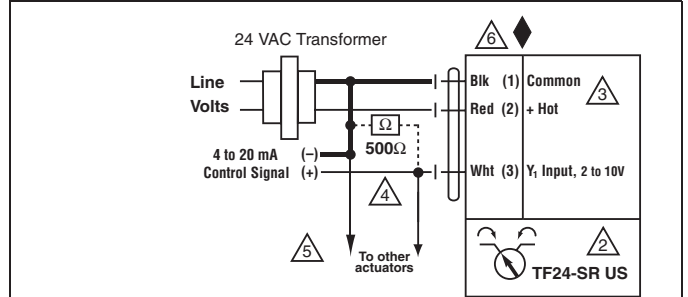 24 VAC Transformer
6
Line
Volts
Blk (1) Common
3
Red (2) + Hot
Ω
500Ω
4 to 20 mA (–)
Control Signal (+)
Wht (3) Y₁ Input, 2 to 10V
4
5
To other
actuators
2
TF24-SR US